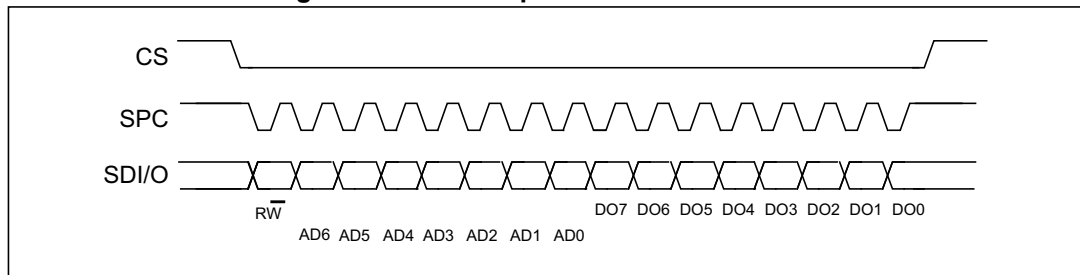 CS
SPC
SDI/O
RW
DO7 DO6 DO5 DO4 DO3 DO2 DO1 DO0
AD6 AD5 AD4 AD3 AD2 AD1 AD0